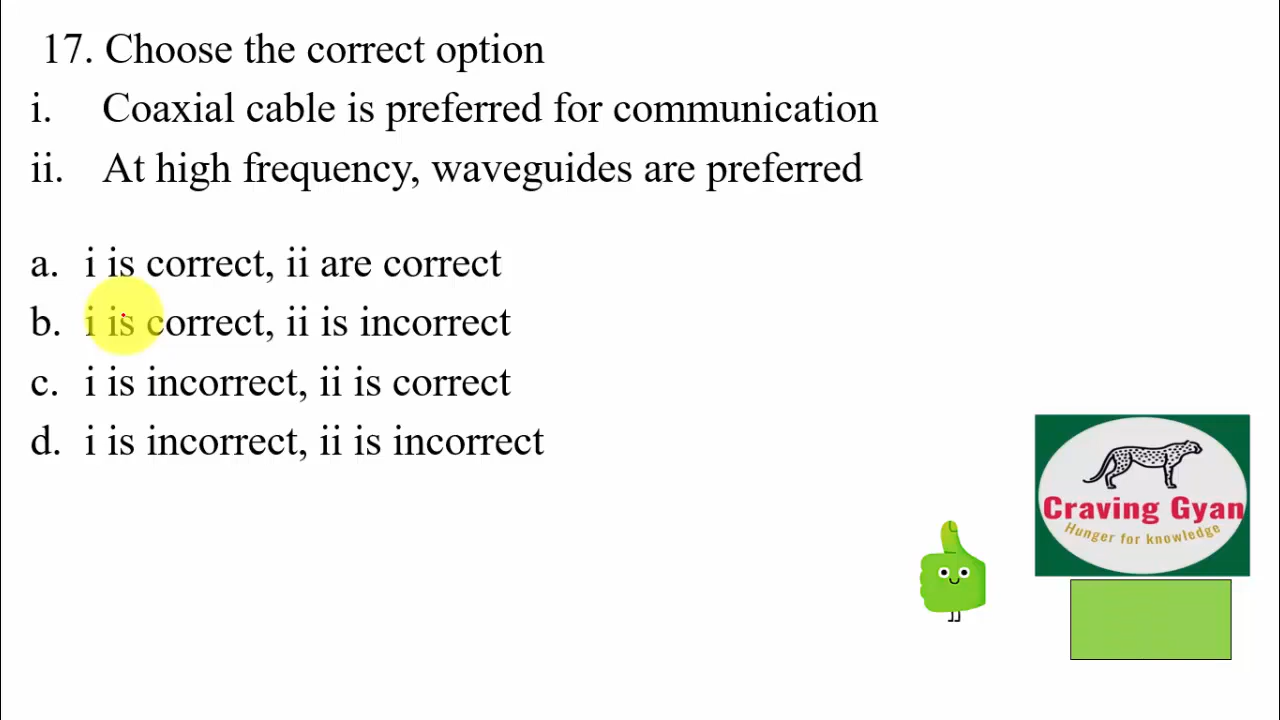 17. Choose the correct option
i. Coaxial cable is preferred for communication
ii. At high frequency, waveguides are preferred
a. i is correct, ii are correct
b. i is correct, ii is incorrect
c. i is incorrect, ii is correct
d. i is incorrect, ii is incorrect
Craving Gyan
Hunger for knowledge